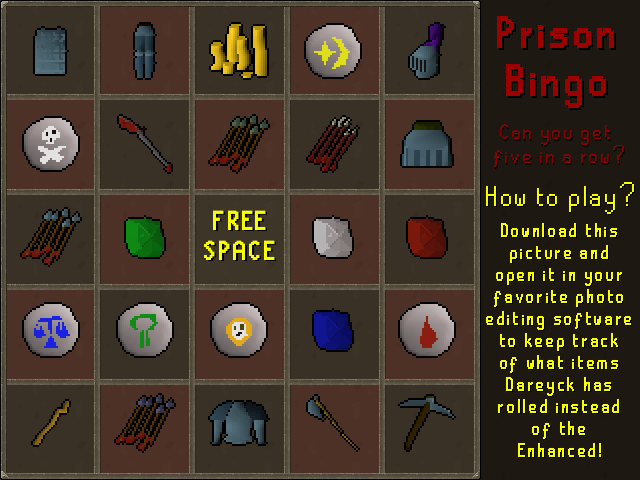 Prison
Bingo
Can you get
five in a row?
How to play?
Download this
picture and
open it in your
favorite photo
editing software
to keep track
of what items
Dareyck has
rolled instead
of the
Enhanced!
FREE
SPACE